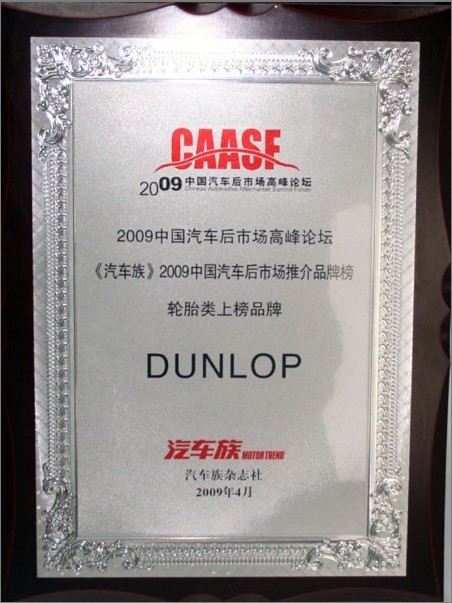 CAASF
2009中国汽车后市场高峰论坛
Chinese Automotive Aftermarket Summit Forum
2009中国汽车后市场高峰论坛
《汽车族》2009中国汽车后市场推介品牌榜
轮胎类上榜品牌
DUNLOP
汽车族 MOTOR TREND
汽车族杂志社
2009年4月